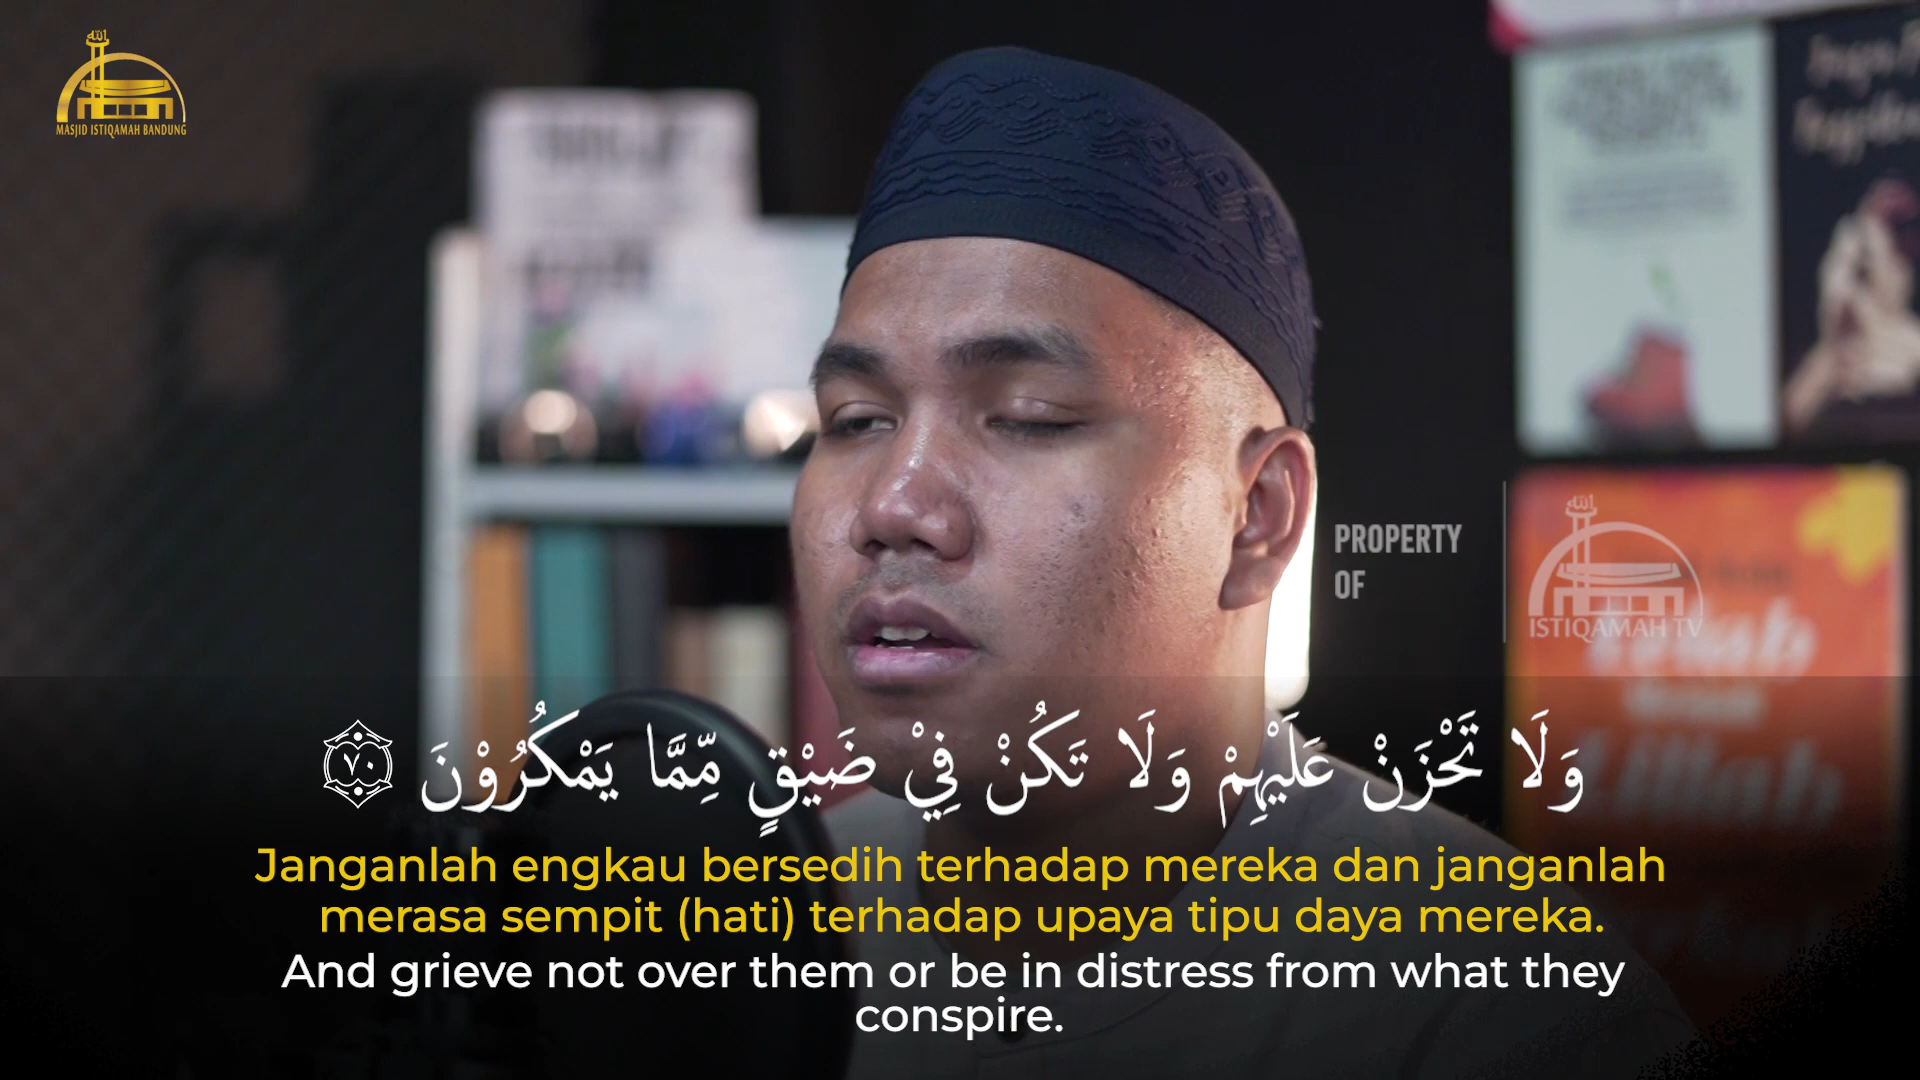 MASJID ISTIQAMAH BANDUNG
PROPERTY
OF
ISTIQAMAH TV
وَلَا تَحْزَنْ عَلَيْهِمْ وَلَا تَكُنْ فِيْ ضَيْقٍ مِّمَّا يَمْكُرُوْنَ ٧٠
Janganlah engkau bersedih terhadap mereka dan janganlah
merasa sempit (hati) terhadap upaya tipu daya mereka.
And grieve not over them or be in distress from what they
conspire.